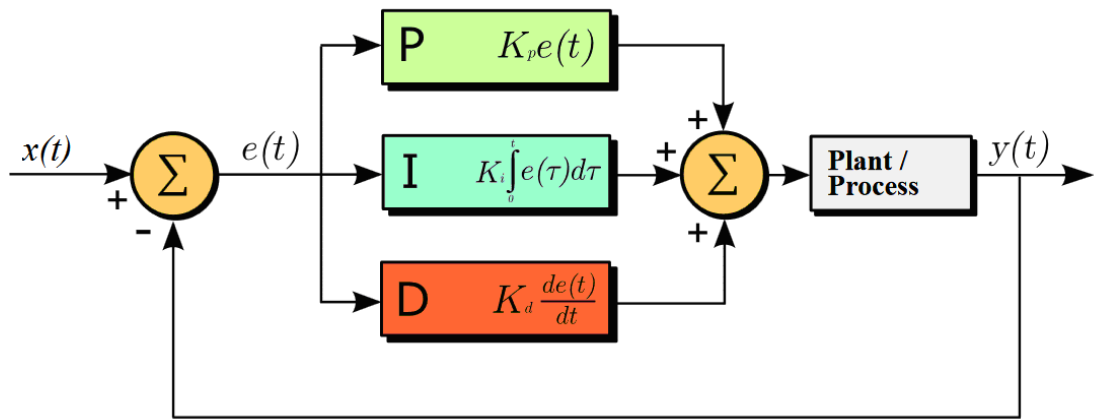 x(t)
+
-
Σ
e(t)
P K_p e(t)
I K_i ∫_0^t e(τ)dτ
D K_d de(t)/dt
+
+
+
Σ
Plant /
Process
y(t)